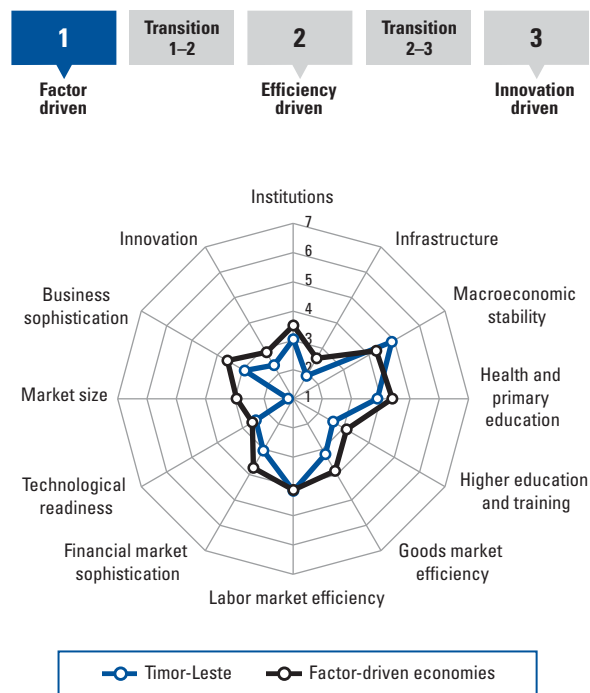 1
Transition
1–2
2
Transition
2–3
3
Factor
driven
Efficiency
driven
Innovation
driven
Institutions
7
Innovation
Infrastructure
6
5
Business
sophistication
Macroeconomic
stability
4
3
2
Market size
1
Health and
primary
education
Technological
readiness
Higher education
and training
Financial market
sophistication
Goods market
efficiency
Labor market efficiency
Timor-Leste
Factor-driven economies